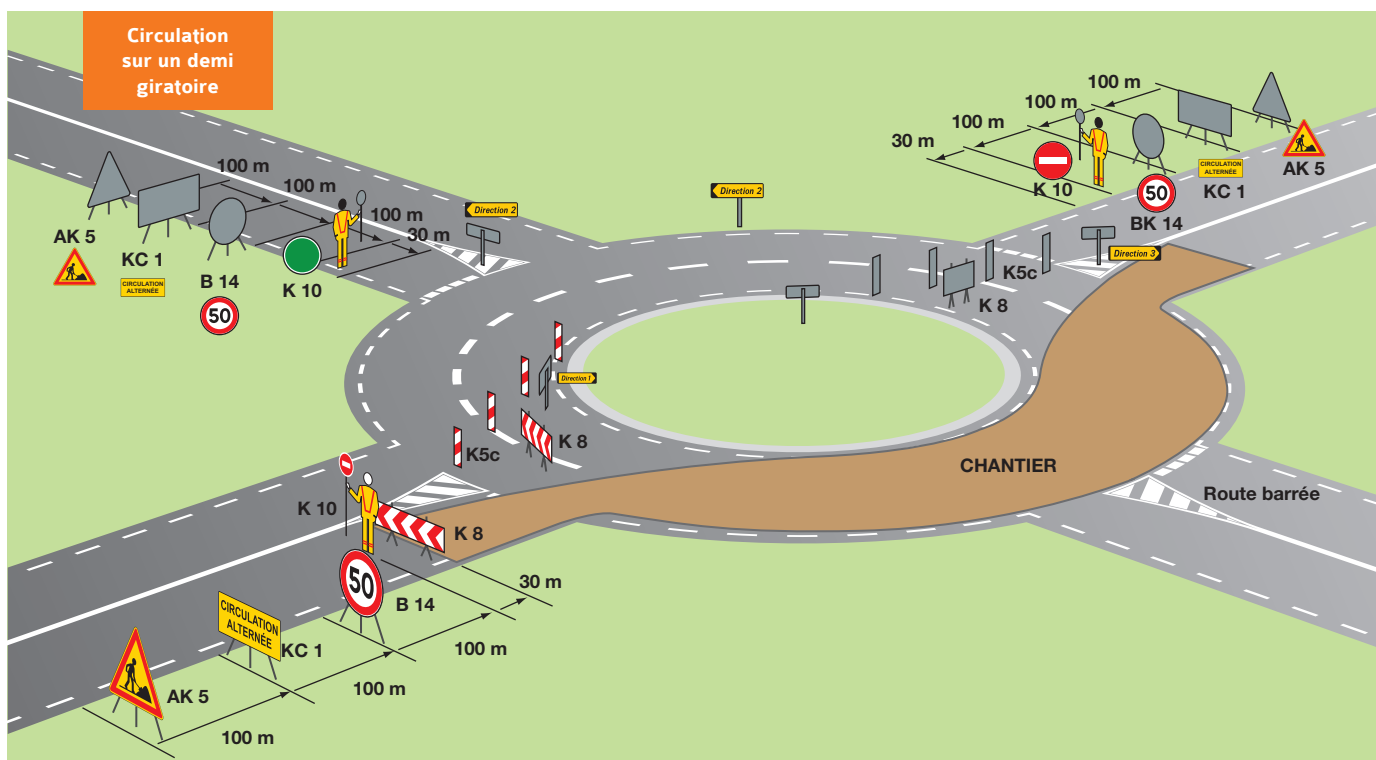 Circulation
sur un demi
giratoire
100 m
100 m
100 m
30 m
AK 5
KC 1
CIRCULATION
ALTERNÉE
B 14
50
K 10
Direction 2
Direction 2
100 m
100 m
100 m
30 m
K 10
50
BK 14
CIRCULATION
ALTERNÉE
KC 1
AK 5
Direction 3
K5c
K 8
Direction 1
K 8
K5c
CHANTIER
Route barrée
K 10
K 8
50
B 14
CIRCULATION
ALTERNÉE
KC 1
AK 5
30 m
100 m
100 m
100 m